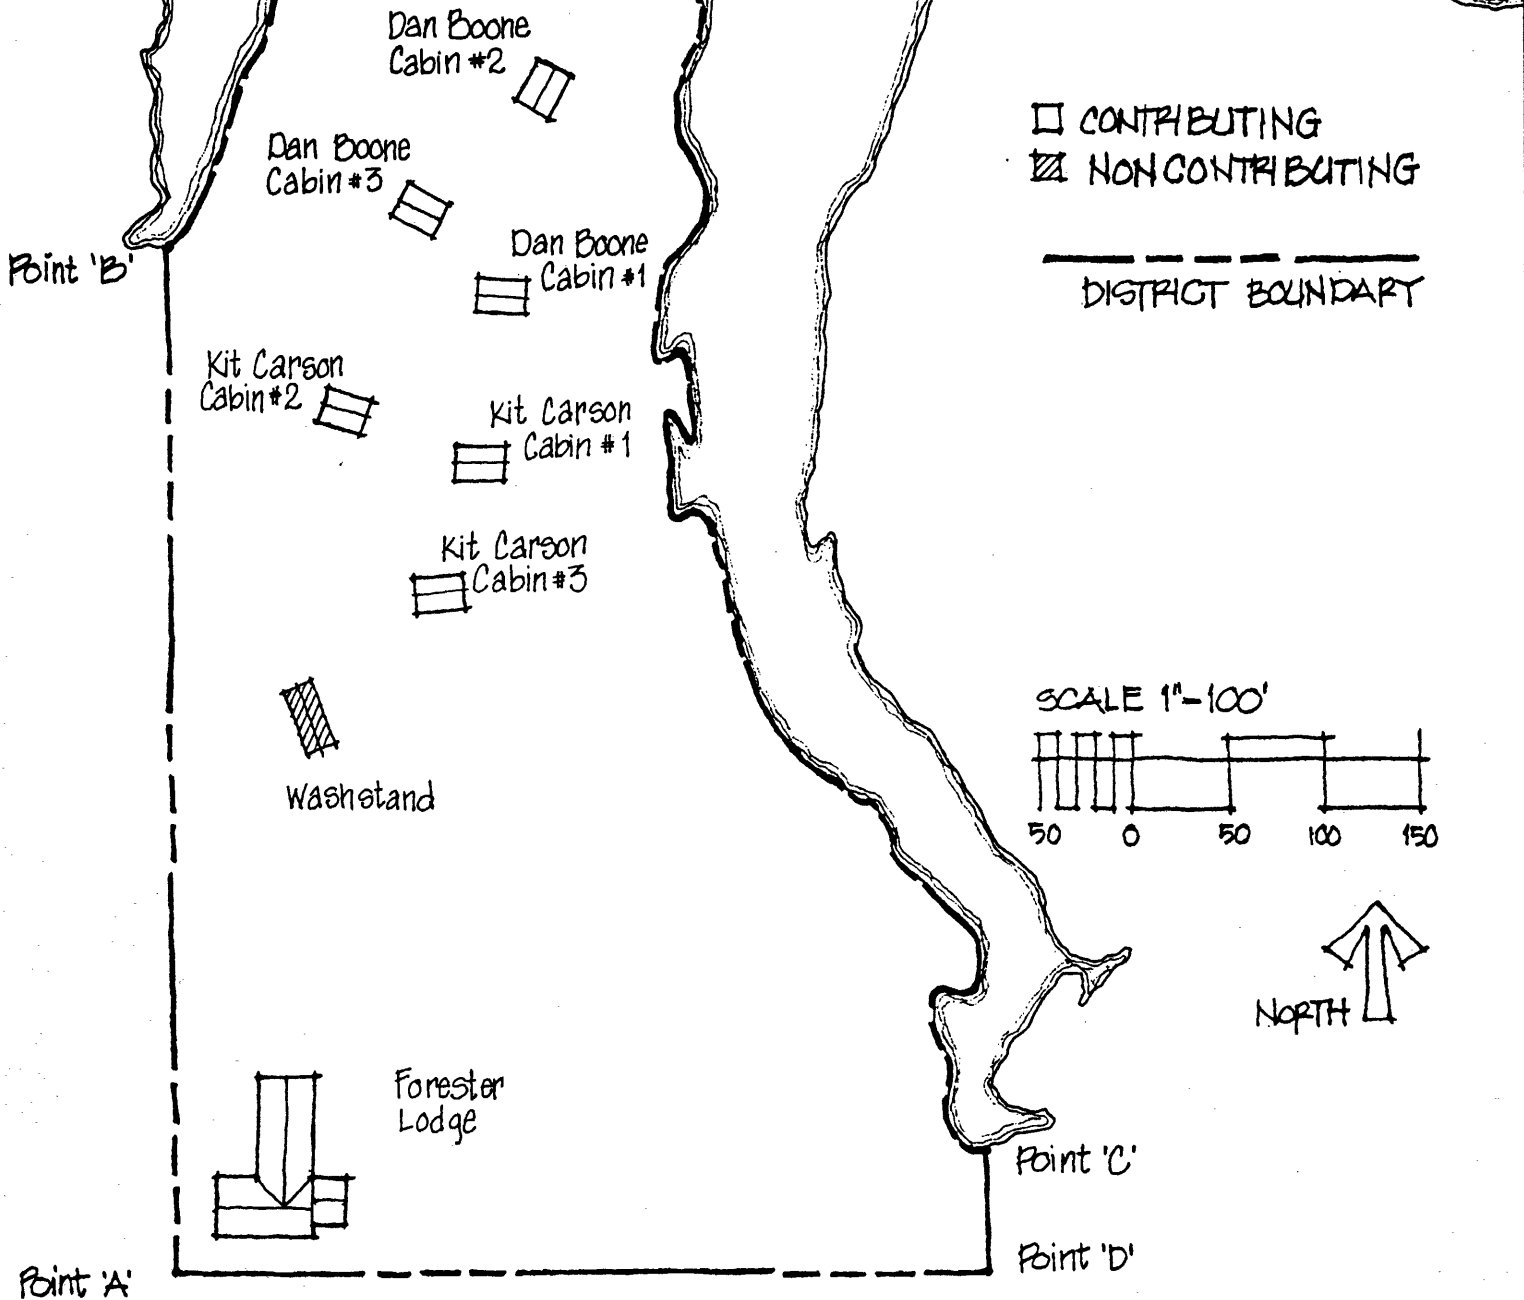 Dan Boone
Cabin #2
Dan Boone
Cabin #3
Dan Boone
Cabin #1
Point 'B'
Kit Carson
Cabin #2
Kit Carson
Cabin #1
Kit Carson
Cabin #3
Washstand
Forester
Lodge
Point 'A'
Point 'C'
Point 'D'
CONTRIBUTING
NONCONTRIBUTING
DISTRICT BOUNDARY
SCALE 1"-100'
50 0 50 100 150
NORTH